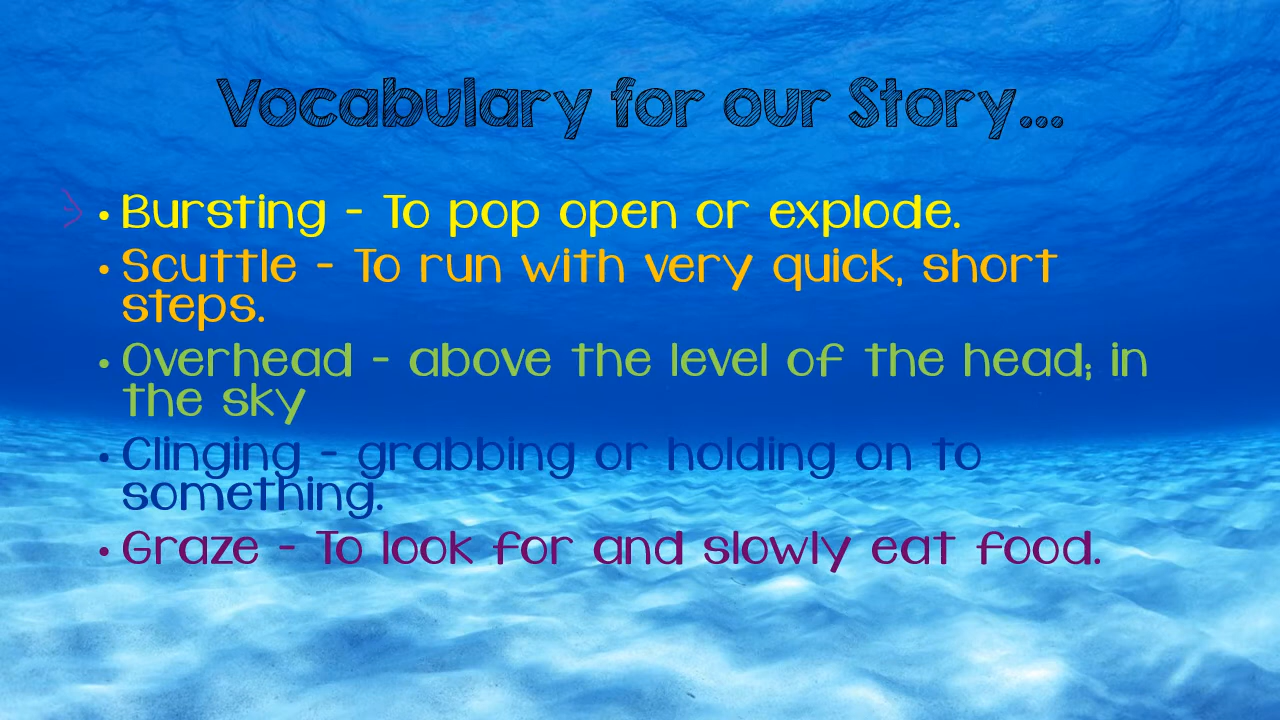 Vocabulary for our Story...
• Bursting - To pop open or explode.
• Scuttle - To run with very quick, short
steps.
• Overhead - above the level of the head; in
the sky
• Clinging - grabbing or holding on to
something.
• Graze - To look for and slowly eat food.